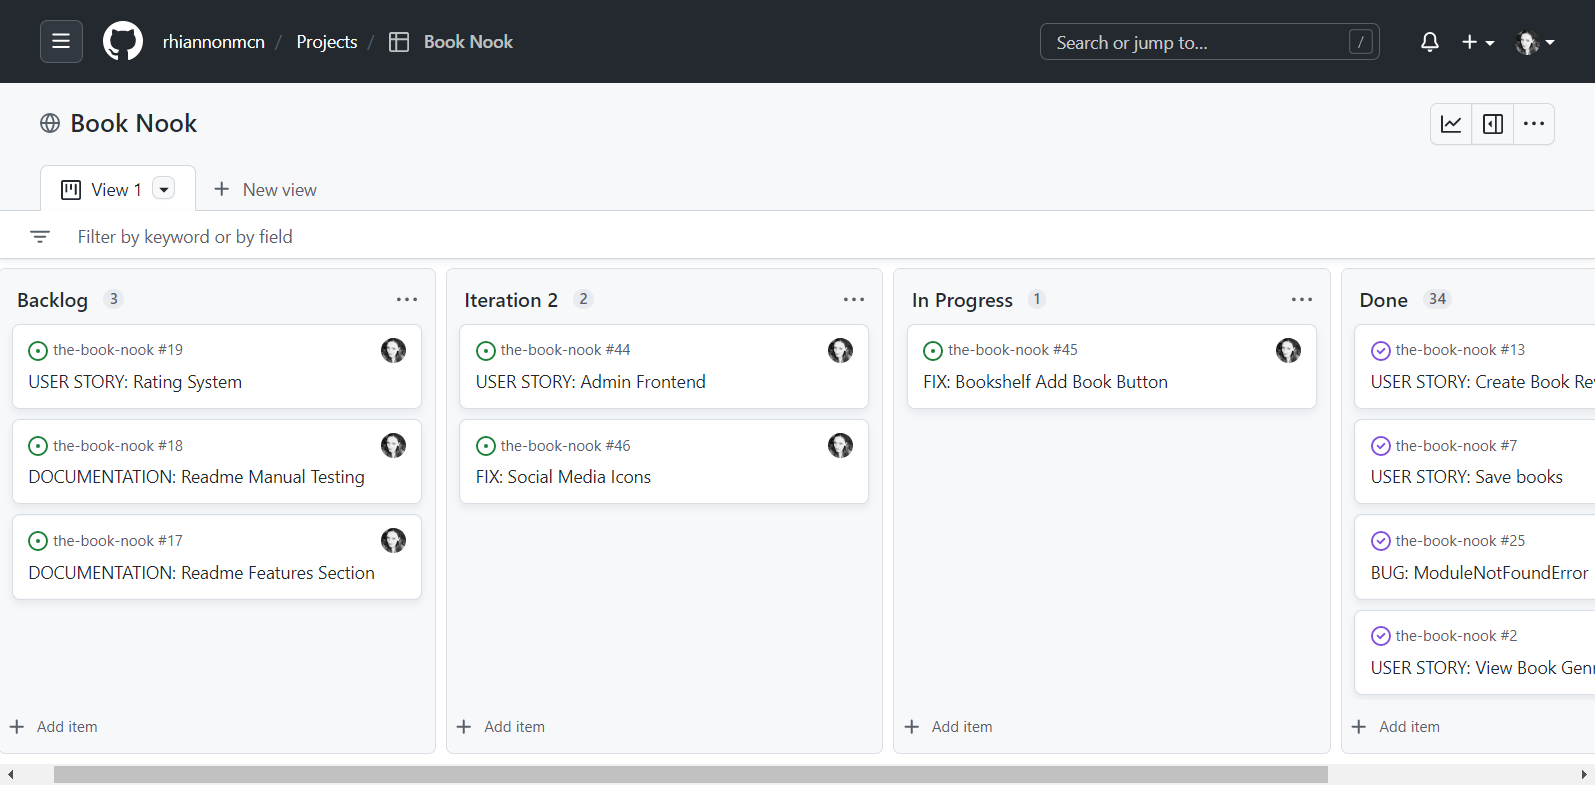 rhiannonmcn / Projects / Book Nook
Search or jump to... /
Book Nook
View 1
New view
Filter by keyword or by field
Backlog 3
the-book-nook #19
USER STORY: Rating System
the-book-nook #18
DOCUMENTATION: Readme Manual Testing
the-book-nook #17
DOCUMENTATION: Readme Features Section
Add item
Iteration 2 2
the-book-nook #44
USER STORY: Admin Frontend
the-book-nook #46
FIX: Social Media Icons
Add item
In Progress 1
the-book-nook #45
FIX: Bookshelf Add Book Button
Add item
Done 34
the-book-nook #13
USER STORY: Create Book Re
the-book-nook #7
USER STORY: Save books
the-book-nook #25
BUG: ModuleNotFoundError
the-book-nook #2
USER STORY: View Book Gen
Add item